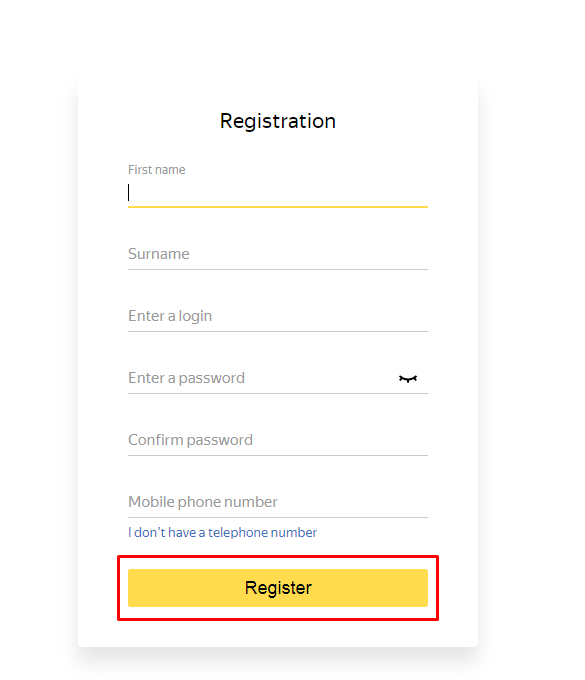 Registration
First name
Surname
Enter a login
Enter a password
Confirm password
Mobile phone number
I don't have a telephone number
Register